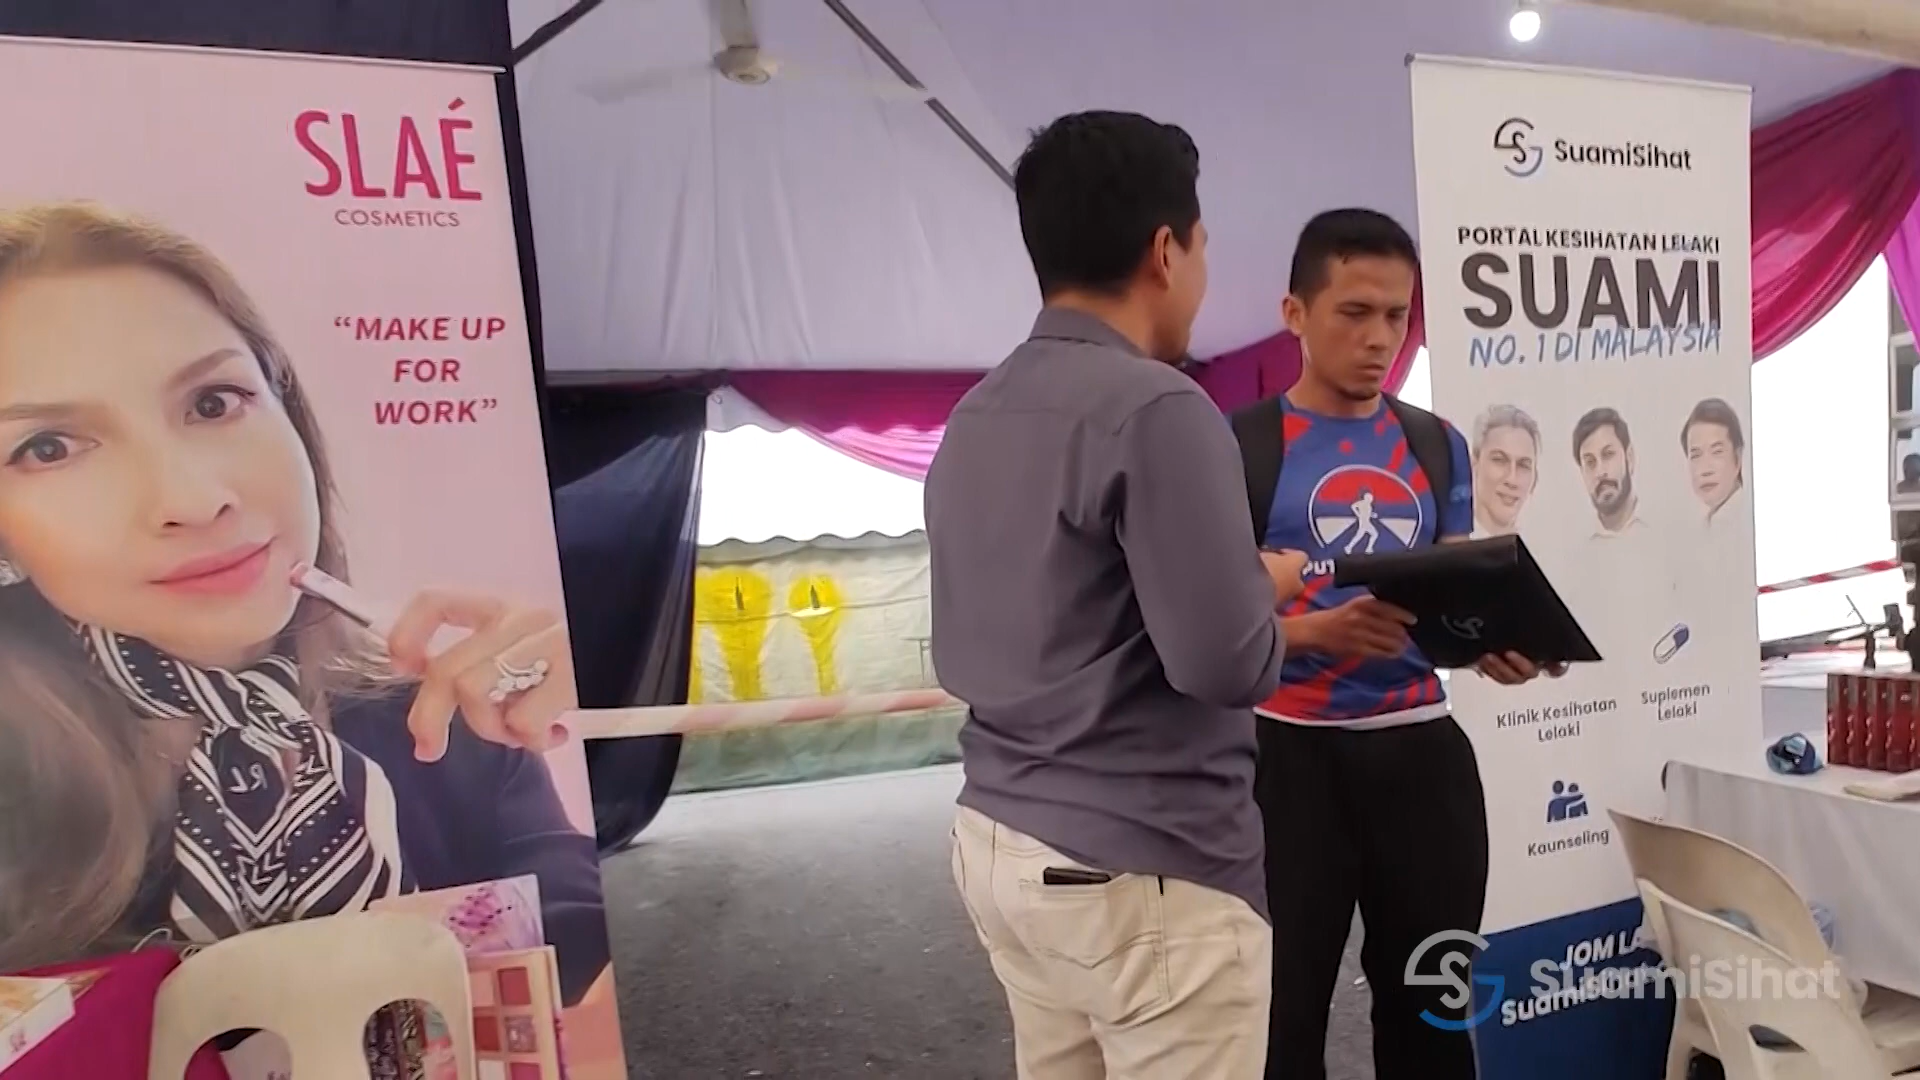 SLAÉ
COSMETICS
“MAKE UP
FOR
WORK”
SuamiSihat
PORTAL KESIHATAN LELAKI
SUAMI
NO. 1 DI MALAYSIA
PUT
Klinik Kesihatan
Lelaki
Suplemen
Lelaki
Kaunseling
JOM LA
SuamiSihat